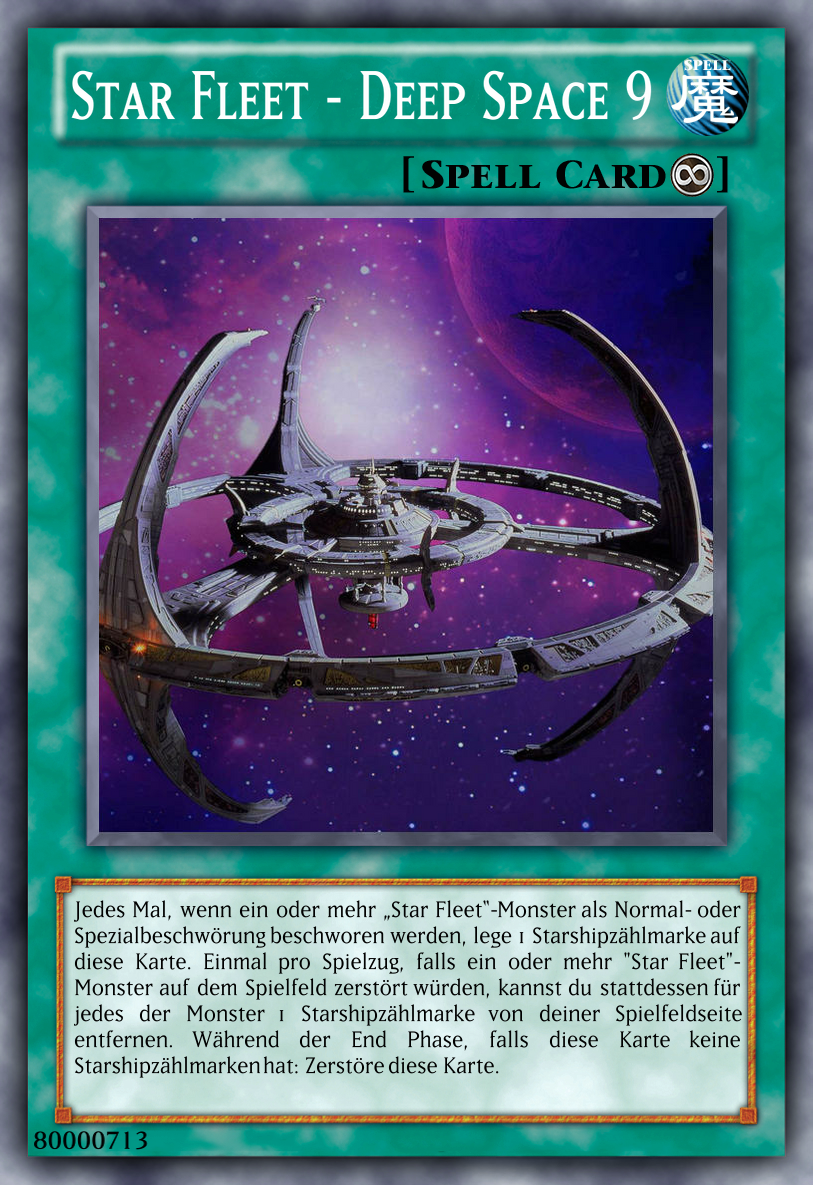 Star Fleet - Deep Space 9
SPELL
魔
[Spell Card∞]
Jedes Mal, wenn ein oder mehr „Star Fleet“-Monster als Normal- oder
Spezialbeschwörung beschworen werden, lege 1 Starshipzählmarke auf
diese Karte. Einmal pro Spielzug, falls ein oder mehr "Star Fleet"-
Monster auf dem Spielfeld zerstört würden, kannst du stattdessen für
jedes der Monster 1 Starshipzählmarke von deiner Spielfeldseite
entfernen. Während der End Phase, falls diese Karte keine
Starshipzählmarken hat: Zerstöre diese Karte.
80000713